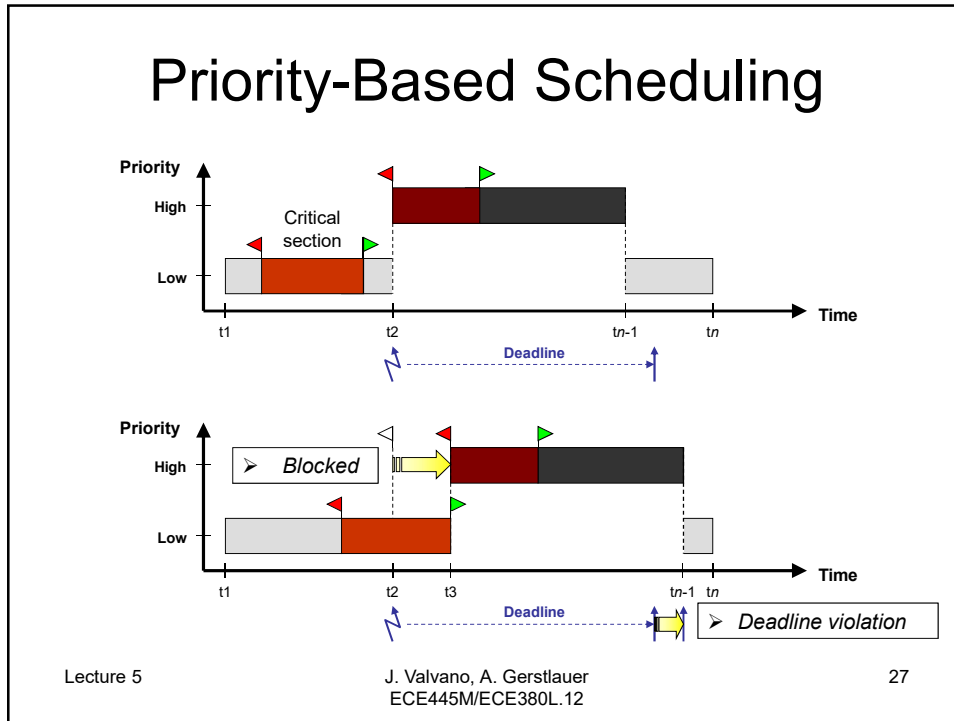 Priority-Based Scheduling
Priority
High
Critical
section
Low
t1
t2
tn-1
tn
Time
Deadline
Priority
➢ Blocked
High
Low
t1
t2
t3
tn-1
tn
Time
Deadline
➢ Deadline violation
Lecture 5
J. Valvano, A. Gerstlauer
ECE445M/ECE380L.12
27